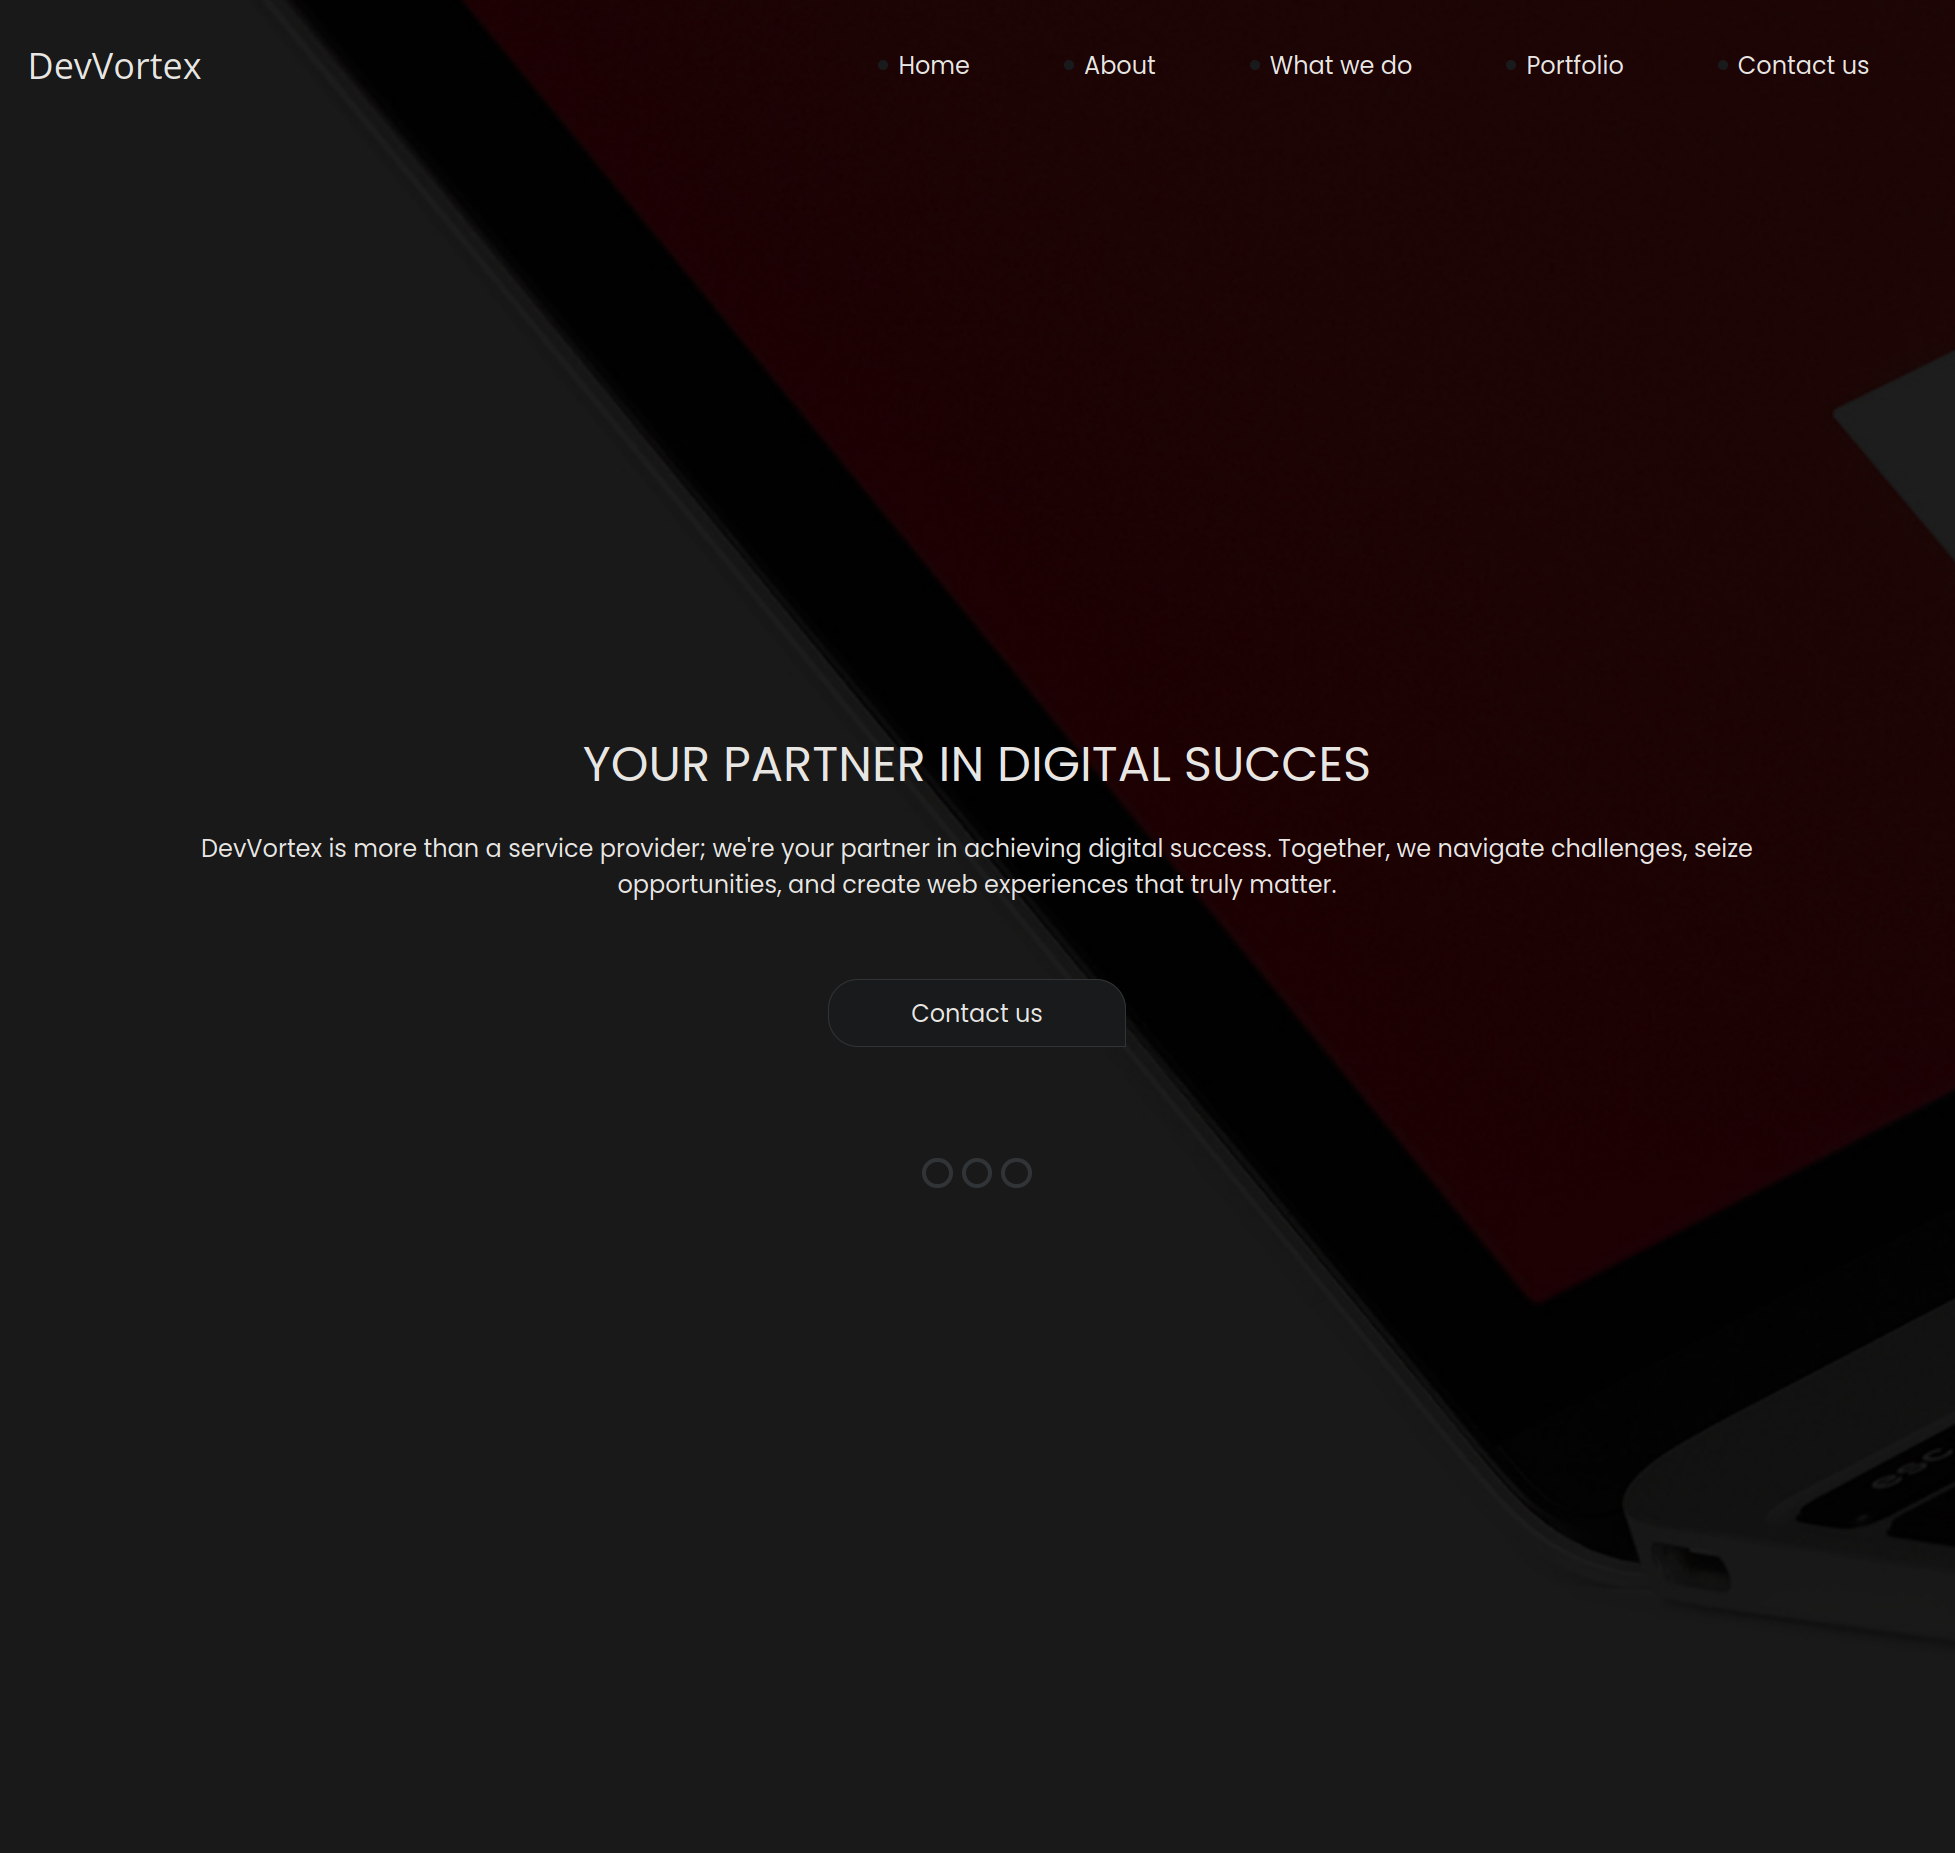 DevVortex
Home
About
What we do
Portfolio
Contact us
YOUR PARTNER IN DIGITAL SUCCES
DevVortex is more than a service provider; we're your partner in achieving digital success. Together, we navigate challenges, seize
opportunities, and create web experiences that truly matter.
Contact us
esc